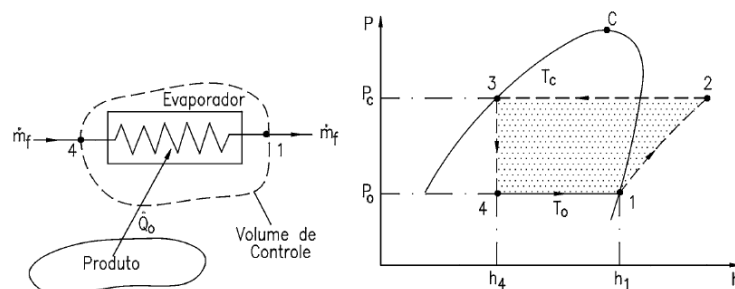 Evaporador
ṁf
4
1
ṁf
Q̇o
Produto
Volume de
Controle
P
C
3
Tc
2
Pc
Po
4
To
1
h4
h1
h